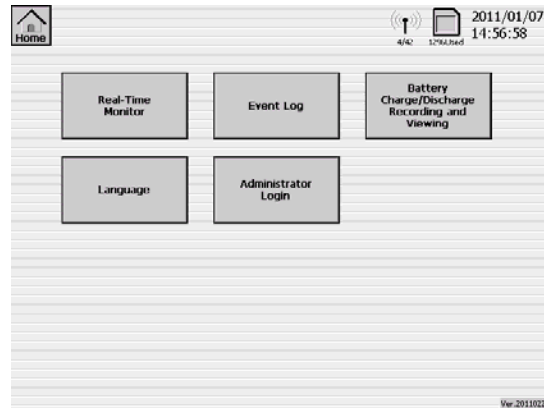 Home
4/42
12%Used
2011/01/07
14:56:58
Real-Time
Monitor
Event Log
Battery
Charge/Discharge
Recording and
Viewing
Language
Administrator
Login
Ver.2011022